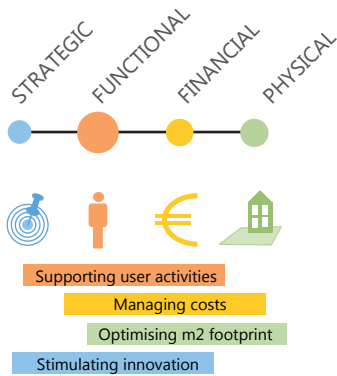 STRATEGIC
FUNCTIONAL
FINANCIAL
PHYSICAL
Supporting user activities
Managing costs
Optimising m2 footprint
Stimulating innovation